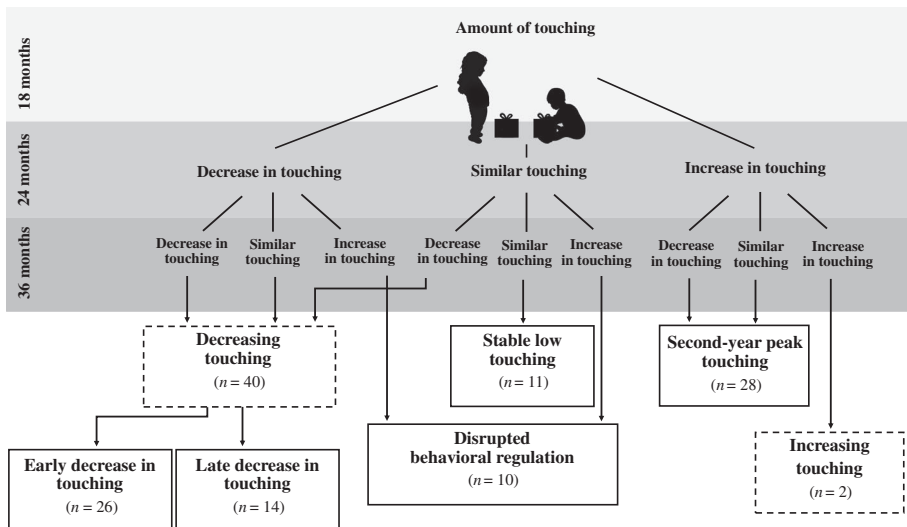 Amount of touching
18 months
24 months
Decrease in touching
Similar touching
Increase in touching
36 months
Decrease in
touching
Similar
touching
Increase
in touching
Decrease
in touching
Similar
touching
Increase
in touching
Decrease
in touching
Similar
touching
Increase
in touching
Decreasing
touching
(n = 40)
Stable low
touching
(n = 11)
Second-year peak
touching
(n = 28)
Early decrease in
touching
(n = 26)
Late decrease in
touching
(n = 14)
Disrupted
behavioral regulation
(n = 10)
Increasing
touching
(n = 2)